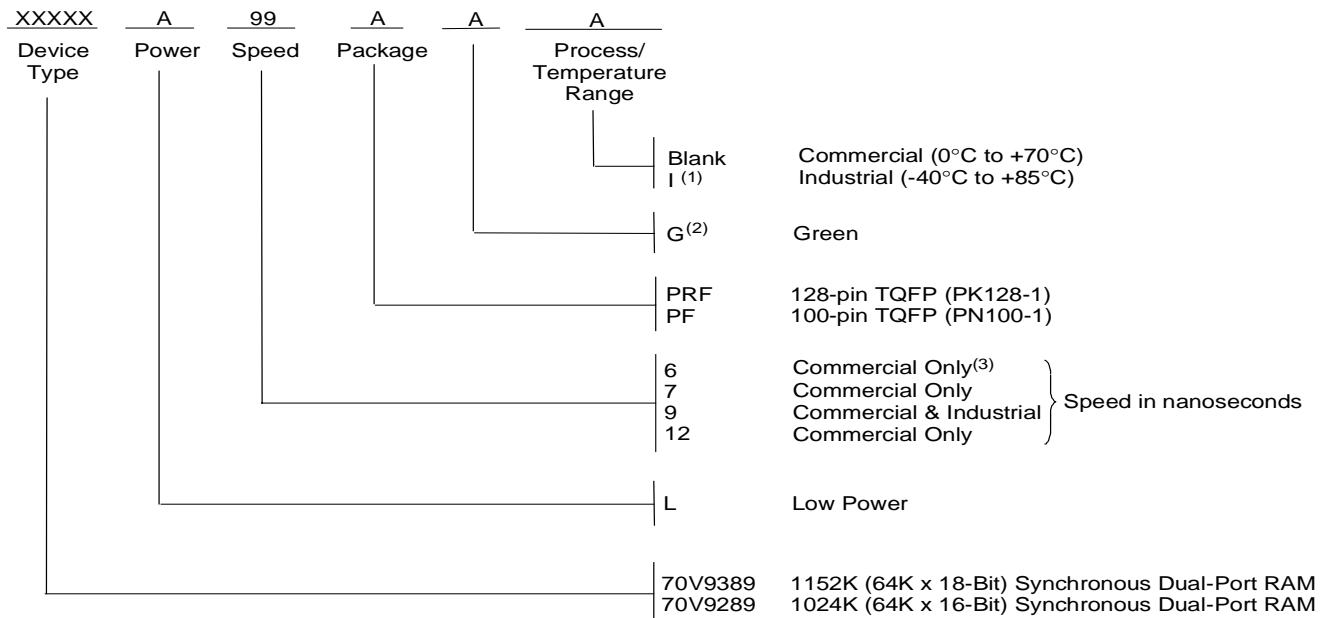 XXXXX A 99 A A A
Device Type Power Speed Package Process/ Temperature Range
Blank Commercial (0°C to +70°C)
I (1) Industrial (-40°C to +85°C)
G(2) Green
PRF 128-pin TQFP (PK128-1)
PF 100-pin TQFP (PN100-1)
6 Commercial Only(3)
7 Commercial Only
9 Commercial & Industrial
12 Commercial Only
Speed in nanoseconds
L Low Power
70V9389 1152K (64K x 18-Bit) Synchronous Dual-Port RAM
70V9289 1024K (64K x 16-Bit) Synchronous Dual-Port RAM